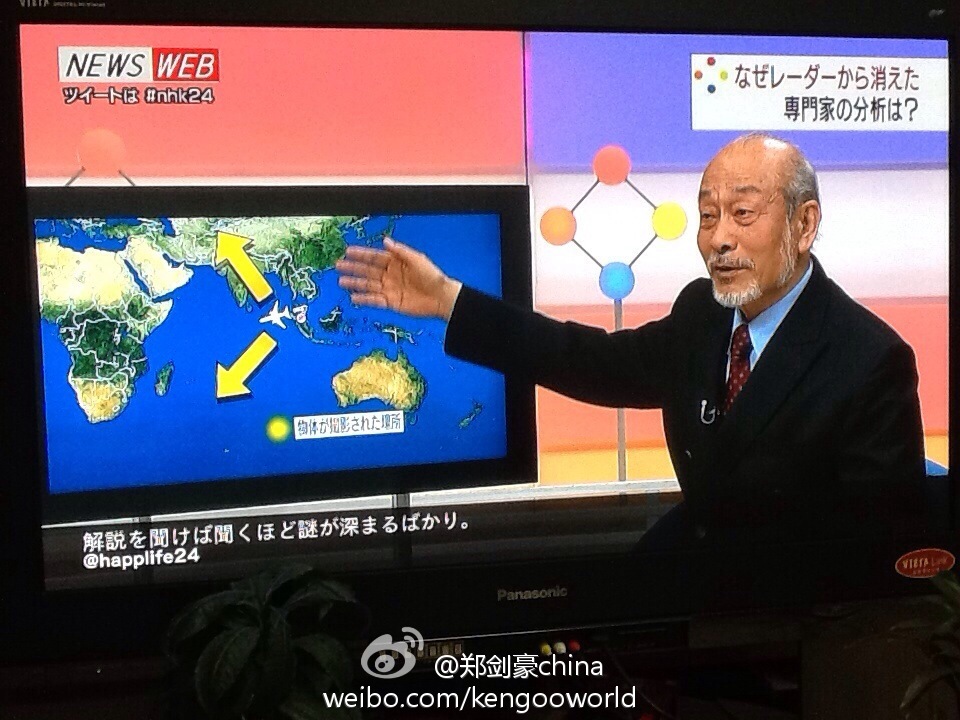 VIERA
NEWS WEB
ツイートは #nhk24
なぜレーダーから消えた
専門家の分析は？
物体が撮影された場所
解説を聞けば聞くほど謎が深まるばかり。
@happlife24
VIERA Link
Panasonic
@郑剑豪china
weibo.com/kengooworld